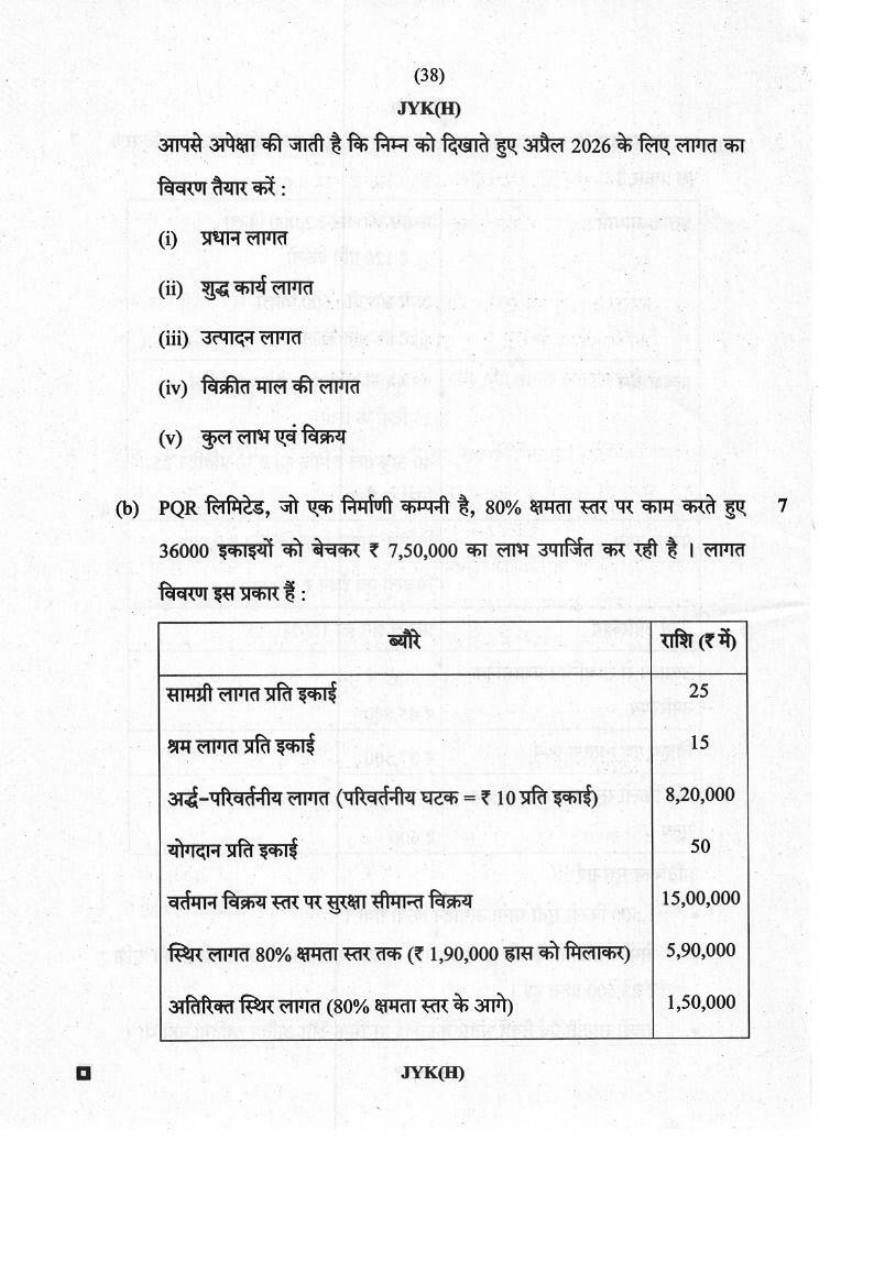 (38)
JYK(H)
आपसे अपेक्षा की जाती है कि निम्न को दिखाते हुए अप्रैल 2026 के लिए लागत का
विवरण तैयार करें :
(i) प्रधान लागत
(ii) शुद्ध कार्य लागत
(iii) उत्पादन लागत
(iv) विक्रीत माल की लागत
(v) कुल लाभ एवं विक्रय
(b) PQR लिमिटेड, जो एक निर्माणी कम्पनी है, 80% क्षमता स्तर पर काम करते हुए 7
36000 इकाइयों को बेचकर ₹ 7,50,000 का लाभ उपार्जित कर रही है । लागत
विवरण इस प्रकार हैं :
ब्यौरे राशि (₹ में)
सामग्री लागत प्रति इकाई 25
श्रम लागत प्रति इकाई 15
अर्द्ध-परिवर्तनीय लागत (परिवर्तनीय घटक = ₹ 10 प्रति इकाई) 8,20,000
योगदान प्रति इकाई 50
वर्तमान विक्रय स्तर पर सुरक्षा सीमान्त विक्रय 15,00,000
स्थिर लागत 80% क्षमता स्तर तक (₹ 1,90,000 ह्रास को मिलाकर) 5,90,000
अतिरिक्त स्थिर लागत (80% क्षमता स्तर के आगे) 1,50,000
JYK(H)